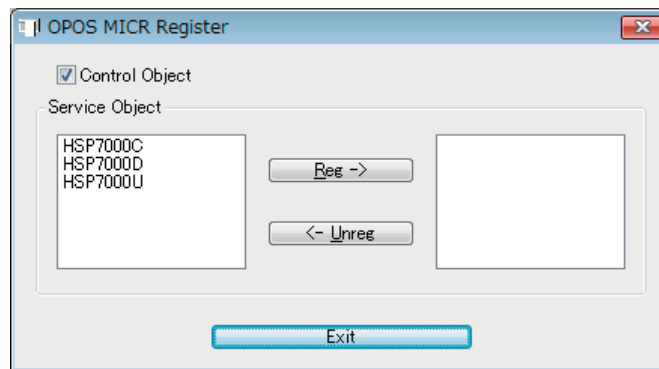 OPOS MICR Register
Control Object
Service Object
HSP7000C
HSP7000D
HSP7000U
Reg ->
<- Unreg
Exit